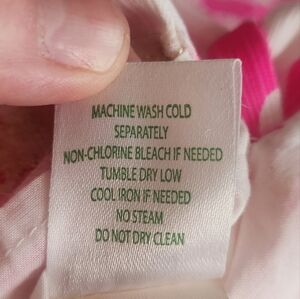 MACHINE WASH COLD
SEPARATELY
NON-CHLORINE BLEACH IF NEEDED
TUMBLE DRY LOW
COOL IRON IF NEEDED
NO STEAM
DO NOT DRY CLEAN